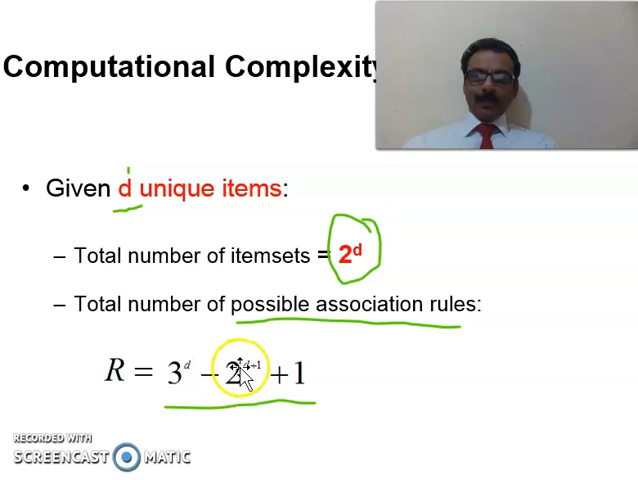 Computational Complexity
• Given d unique items:
– Total number of itemsets = 2ᵈ
– Total number of possible association rules:
R = 3ᵈ − 2ᵈ⁺¹ + 1
RECORDED WITH
SCREENCAST MATIC